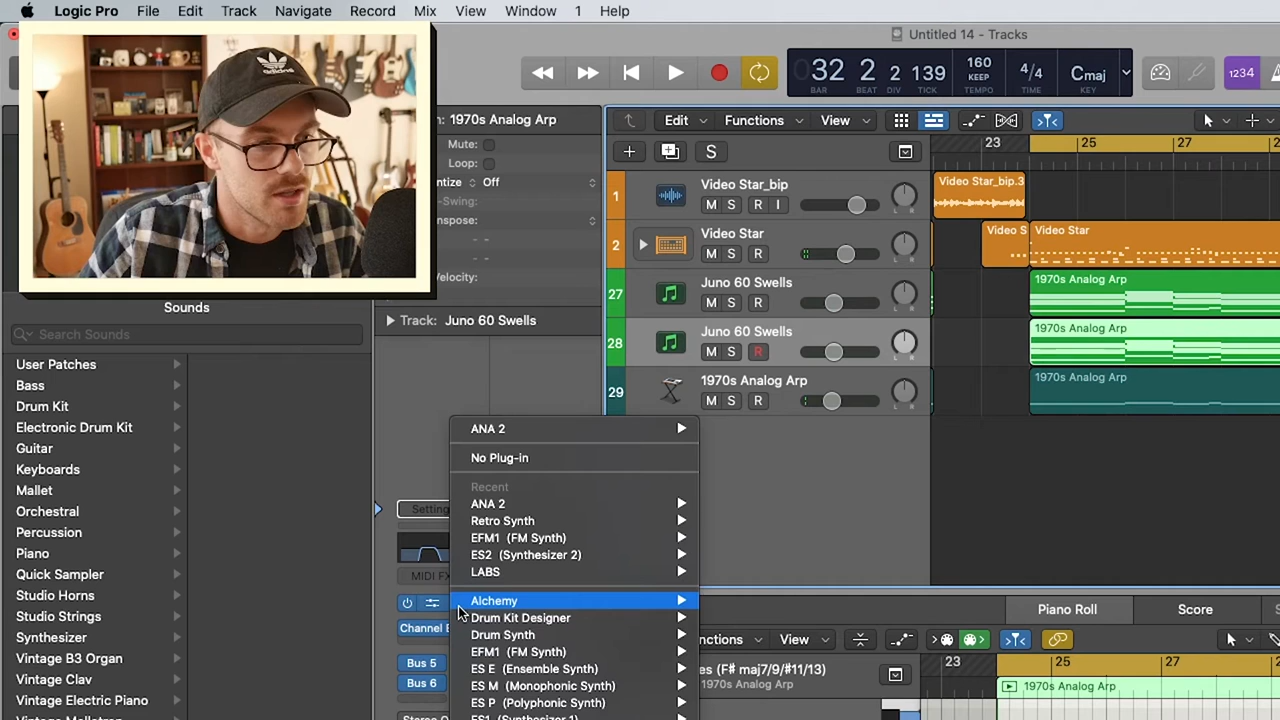 Logic Pro File Edit Track Navigate Record Mix View Window 1 Help
Untitled 14 - Tracks
32 2 2 139 160 KEEP 4/4 Cmaj
BAR BEAT DIV TICK TEMPO TIME KEY
1234
adidas
1970s Analog Arp
Mute:
Loop:
ntize Off
-Swing:
nspose:
Velocity:
Edit Functions View
S
23 25 27
1 Video Star_bip
M S R I
L R
Video Star_bip.3
2 Video Star
M S R
L R
Video S
Video Star
27 Juno 60 Swells
M S R
L R
1970s Analog Arp
28 Juno 60 Swells
M S R
L R
1970s Analog Arp
29 1970s Analog Arp
M S R
L R
1970s Analog Arp
Sounds
Search Sounds
Track: Juno 60 Swells
User Patches
Bass
Drum Kit
Electronic Drum Kit
Guitar
Keyboards
Mallet
Orchestral
Percussion
Piano
Quick Sampler
Studio Horns
Studio Strings
Synthesizer
Vintage B3 Organ
Vintage Clav
Vintage Electric Piano
Vintage Mellotron
Setting
MIDI FX
Channel E
Bus 5
Bus 6
Stereo O
ANA 2
No Plug-in
Recent
ANA 2
Retro Synth
EFM1 (FM Synth)
ES2 (Synthesizer 2)
LABS
Alchemy
Drum Kit Designer
Drum Synth
EFM1 (FM Synth)
ES E (Ensemble Synth)
ES M (Monophonic Synth)
ES P (Polyphonic Synth)
ES1 (Synthesizer 1)
Piano Roll Score
nctions View
es (F# maj7/9/#11/13)
1970s Analog Arp
23 25 27
1970s Analog Arp